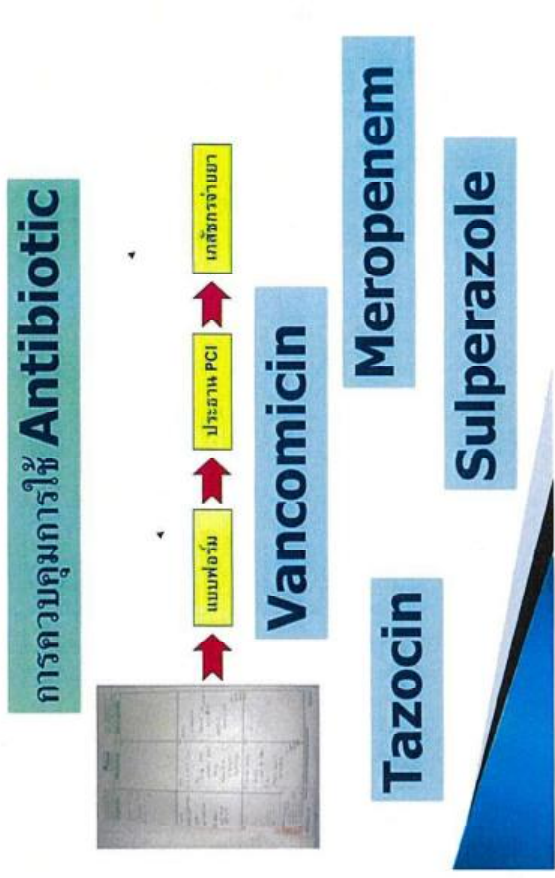 การควบคุมการใช้ Antibiotic
แบบฟอร์ม
ประธาน PCI
เภสัชกรจ่ายยา
Vancomicin
Tazocin
Meropenem
Sulperazole